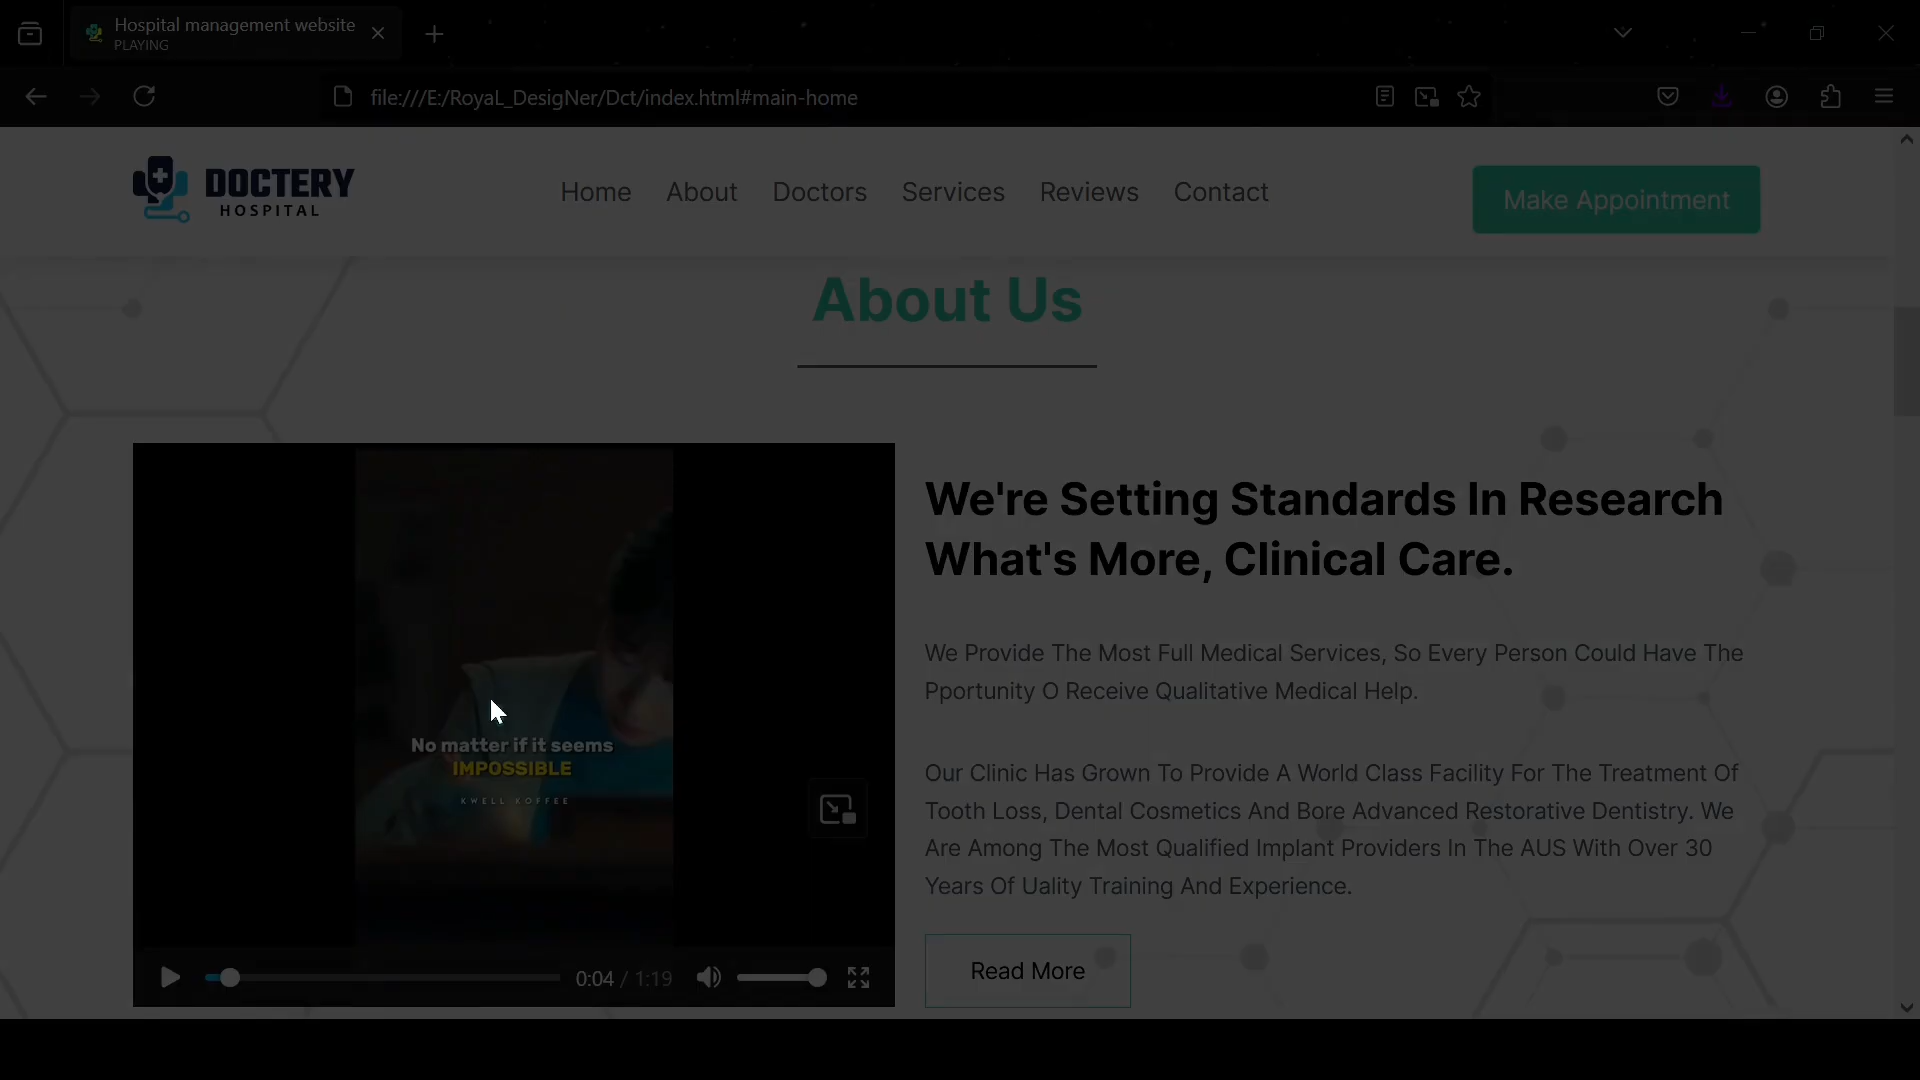 Hospital management website
PLAYING
file:///E:/RoyaL_DesigNer/Dct/index.html#main-home
DOCTERY
HOSPITAL
Home About Doctors Services Reviews Contact
Make Appointment
About Us
We're Setting Standards In Research
What's More, Clinical Care.
We Provide The Most Full Medical Services, So Every Person Could Have The
Pportunity O Receive Qualitative Medical Help.
Our Clinic Has Grown To Provide A World Class Facility For The Treatment Of
Tooth Loss, Dental Cosmetics And Bore Advanced Restorative Dentistry. We
Are Among The Most Qualified Implant Providers In The AUS With Over 30
Years Of Uality Training And Experience.
Read More
No matter if it seems
IMPOSSIBLE
KWELL KOFFEE
0:04 / 1:19